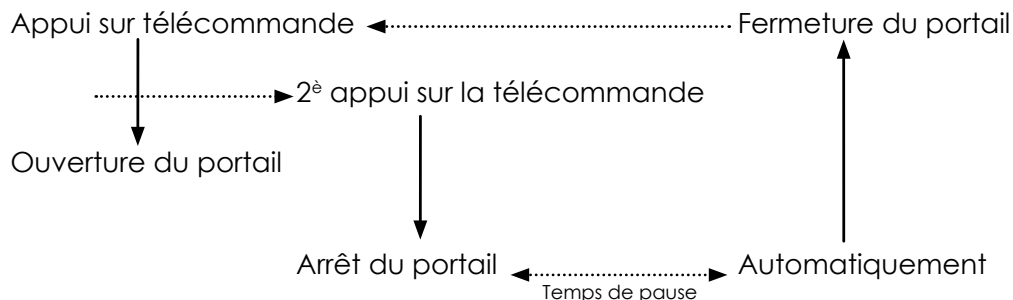 Appui sur télécommande
Fermeture du portail
2è appui sur la télécommande
Ouverture du portail
Arrêt du portail
Automatiquement
Temps de pause